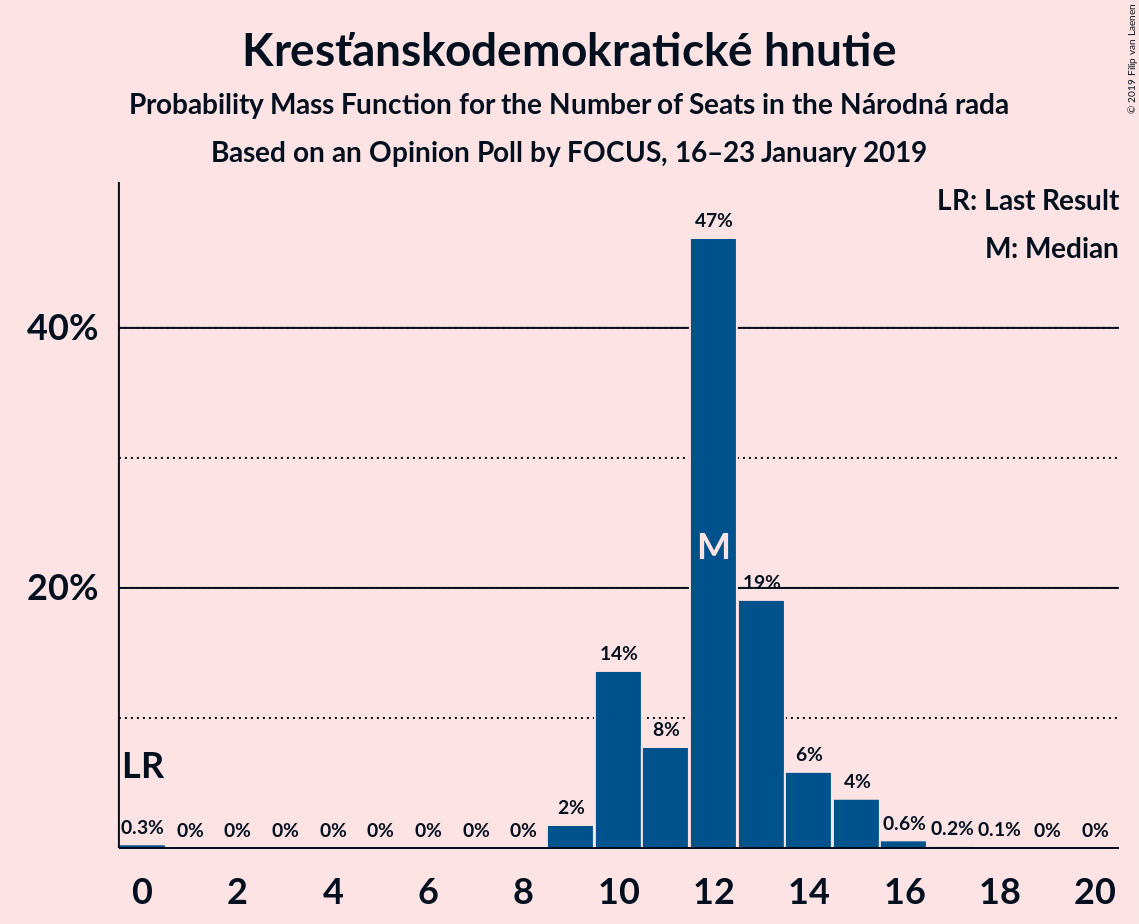 Kresťanskodemokratické hnutie
Probability Mass Function for the Number of Seats in the Národná rada
Based on an Opinion Poll by FOCUS, 16–23 January 2019
© 2019 Filip van Laenen
LR: Last Result
M: Median
47%
40%
M
20%
19%
14%
8%
LR
6%
4%
2%
0.3% 0% 0% 0% 0% 0% 0% 0% 0% 0.6% 0.2% 0.1% 0% 0%
0 2 4 6 8 10 12 14 16 18 20